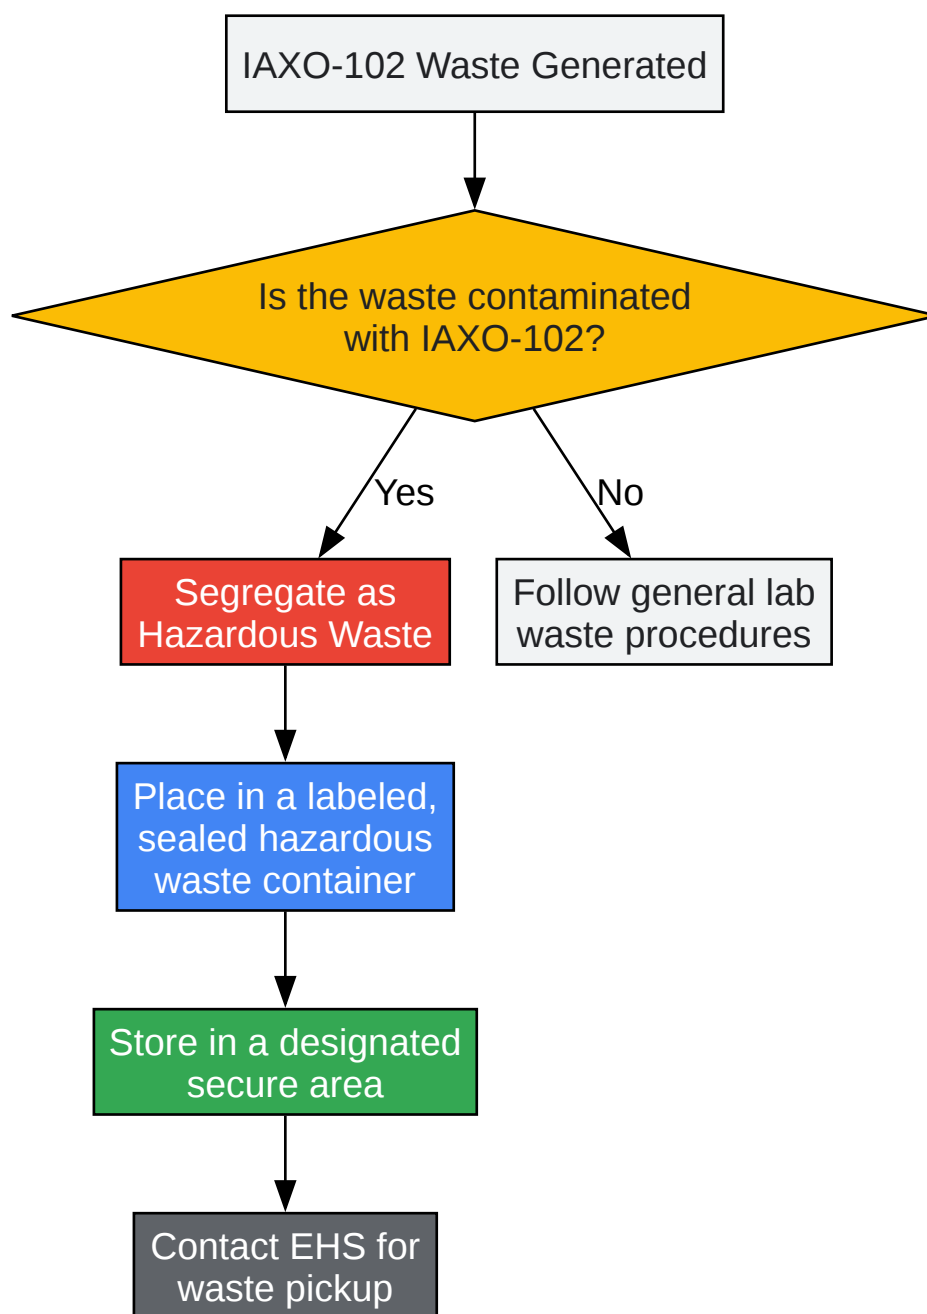 IAXO-102 Waste Generated
Is the waste contaminated
with IAXO-102?
Yes
No
Segregate as
Hazardous Waste
Follow general lab
waste procedures
Place in a labeled,
sealed hazardous
waste container
Store in a designated
secure area
Contact EHS for
waste pickup